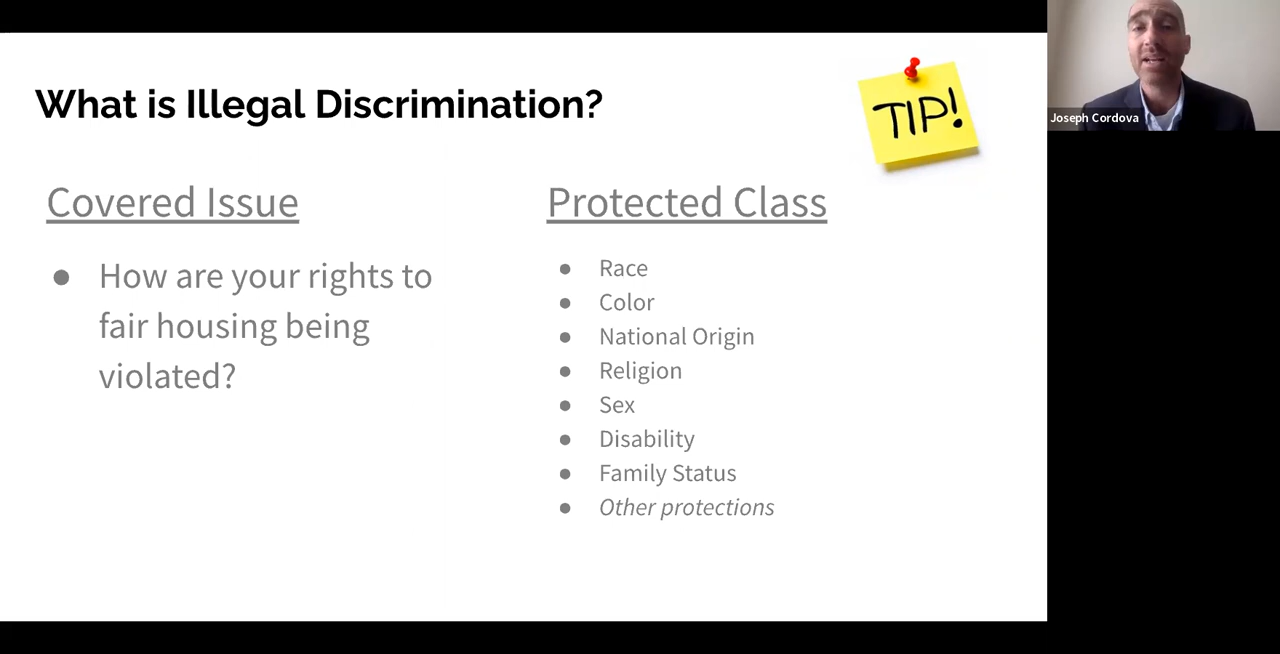 What is Illegal Discrimination?
TIP!
Joseph Cordova
Covered Issue
How are your rights to
fair housing being
violated?
Protected Class
Race
Color
National Origin
Religion
Sex
Disability
Family Status
Other protections